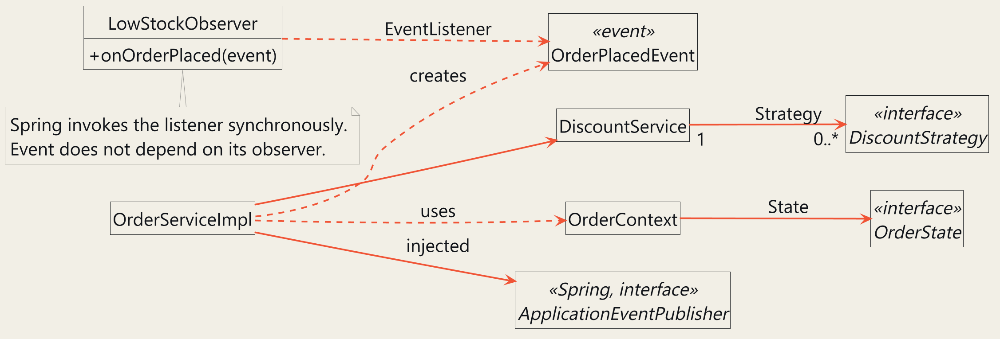 LowStockObserver
+onOrderPlaced(event)
EventListener
«event»
OrderPlacedEvent
creates
Spring invokes the listener synchronously.
Event does not depend on its observer.
DiscountService
Strategy
1
0..*
«interface»
DiscountStrategy
OrderServiceImpl
uses
OrderContext
State
«interface»
OrderState
injected
«Spring, interface»
ApplicationEventPublisher